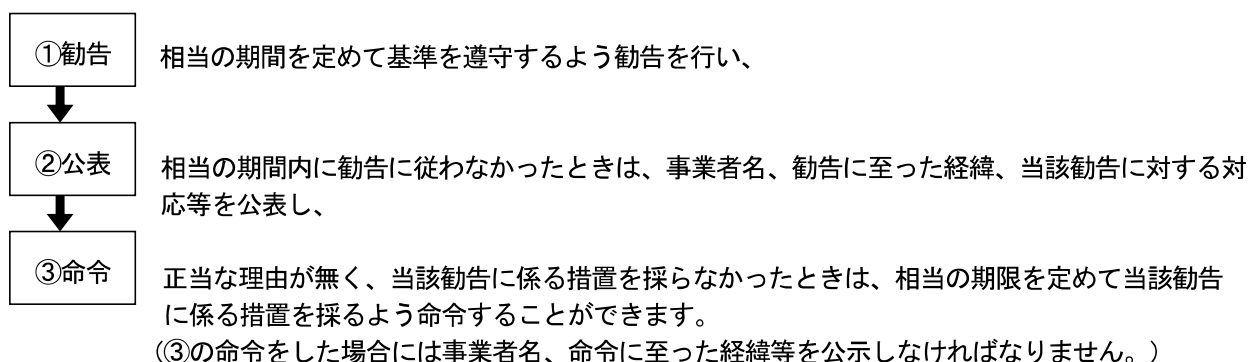 ①勧告
相当の期間を定めて基準を遵守するよう勧告を行い、
②公表
相当の期間内に勧告に従わなかったときは、事業者名、勧告に至った経緯、当該勧告に対する対
応等を公表し、
③命令
正当な理由が無く、当該勧告に係る措置を採らなかったときは、相当の期限を定めて当該勧告
に係る措置を採るよう命令することができます。
(③の命令をした場合には事業者名、命令に至った経緯等を公示しなければなりません。)